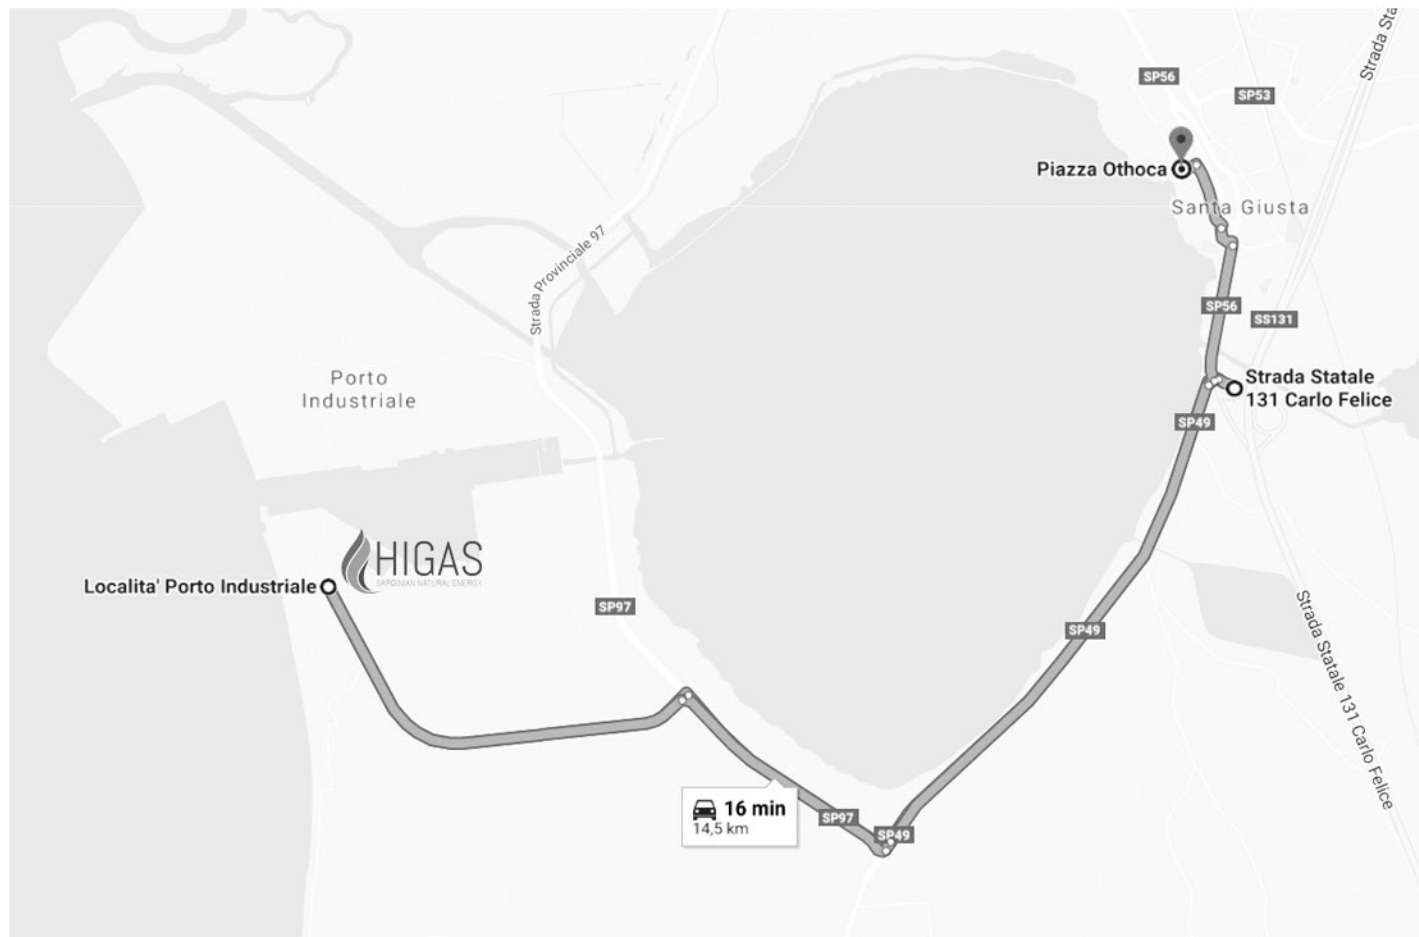 Strada Sta
SP56
SP53
Piazza Othoca
Santa Giusta
Strada Provinciale 97
SP56
SS131
Porto
Industriale
Strada Statale
131 Carlo Felice
SP49
HIGAS
SARDINIAN NATURAL ENERGY
Localita' Porto Industriale
SP97
SP49
Strada Statale 131 Carlo Felice
16 min
14,5 km
SP97
SP49